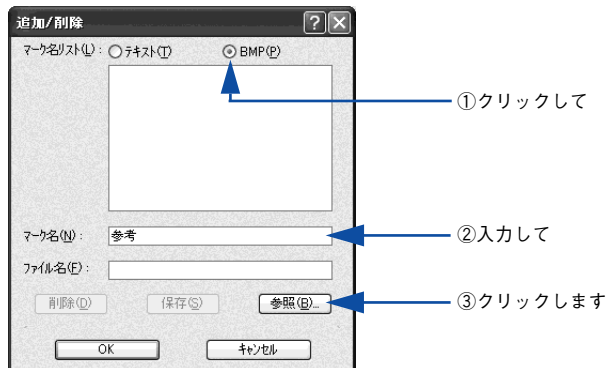 追加/削除
マーク名リスト(L): テキスト(T) BMP(P)
①クリックして
マーク名(N): 参考
②入力して
ファイル名(F):
削除(D) 保存(S) 参照(B)...
③クリックします
OK キャンセル